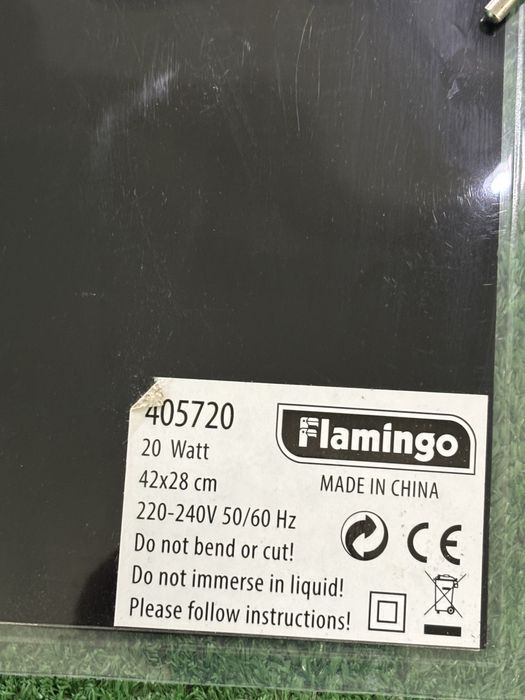 405720
Flamingo
20 Watt
42x28 cm
MADE IN CHINA
220-240V 50/60 Hz
Do not bend or cut!
Do not immerse in liquid!
Please follow instructions!
CE